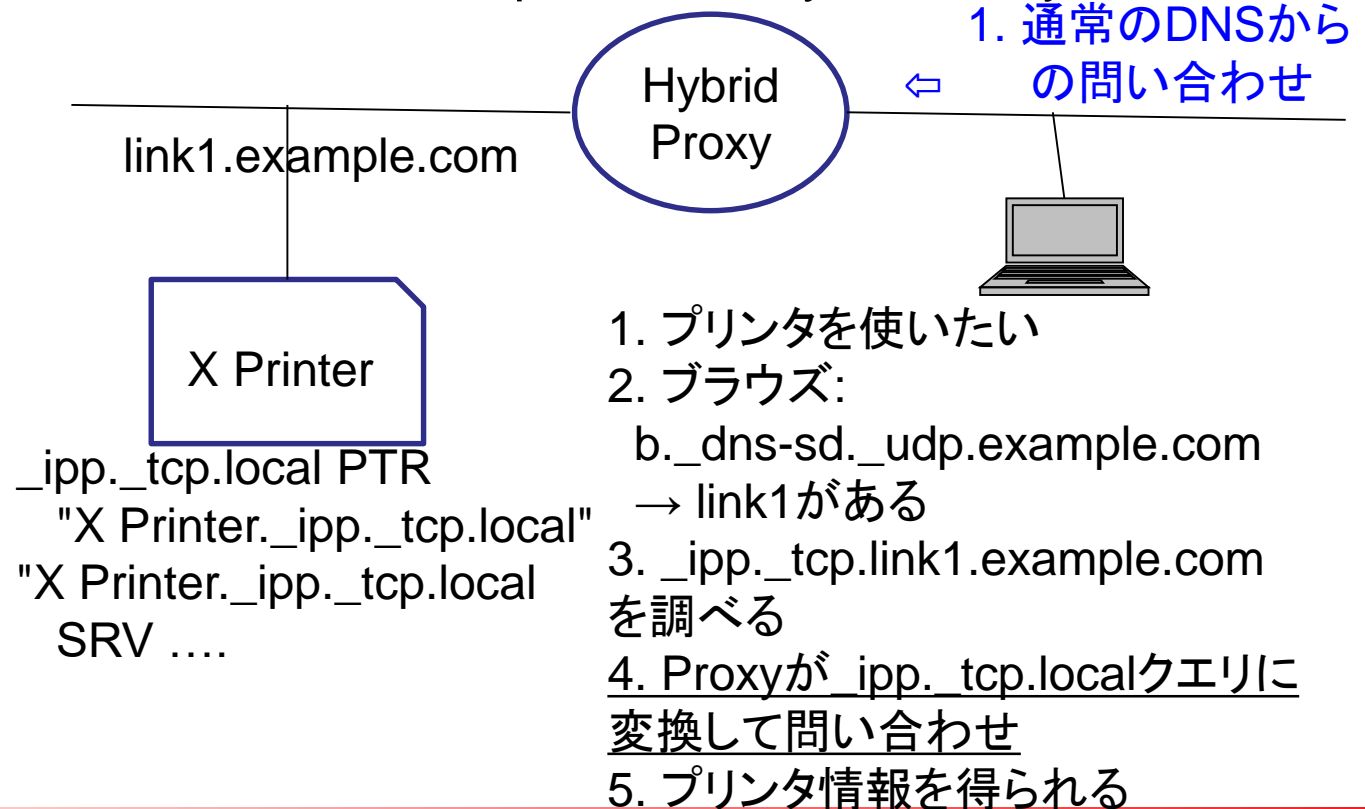 1. 通常のDNSから
の問い合わせ
⇦
Hybrid
Proxy
link1.example.com
X Printer
_ipp._tcp.local PTR
"X Printer._ipp._tcp.local"
"X Printer._ipp._tcp.local
SRV ….
1. プリンタを使いたい
2. ブラウズ:
b._dns-sd._udp.example.com
→ link1がある
3. _ipp._tcp.link1.example.com
を調べる
4. Proxyが_ipp._tcp.localクエリに
変換して問い合わせ
5. プリンタ情報を得られる